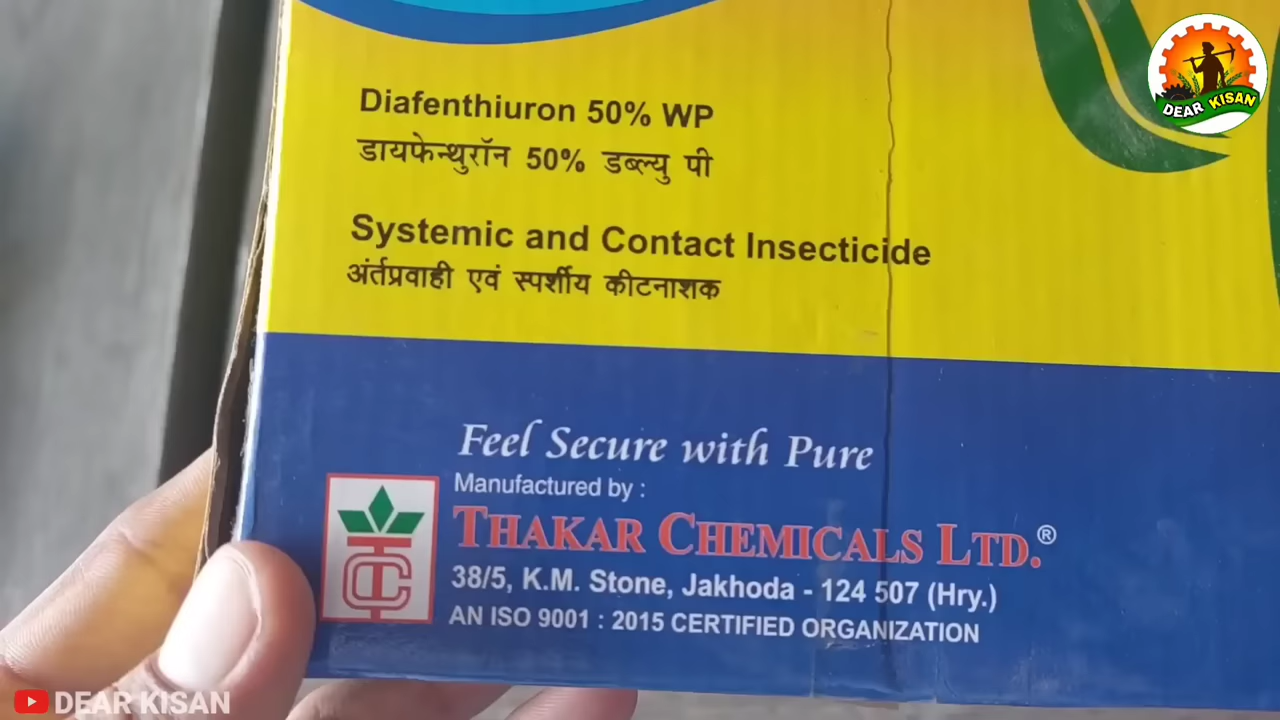 DEAR KISAN
Diafenthiuron 50% WP
डायफेन्थुरॉन 50% डब्ल्यु पी
Systemic and Contact Insecticide
अंर्तप्रवाही एवं स्पर्शीय कीटनाशक
Feel Secure with Pure
Manufactured by :
THAKAR CHEMICALS LTD.®
TCL
38/5, K.M. Stone, Jakhoda - 124 507 (Hry.)
AN ISO 9001 : 2015 CERTIFIED ORGANIZATION
DEAR KISAN